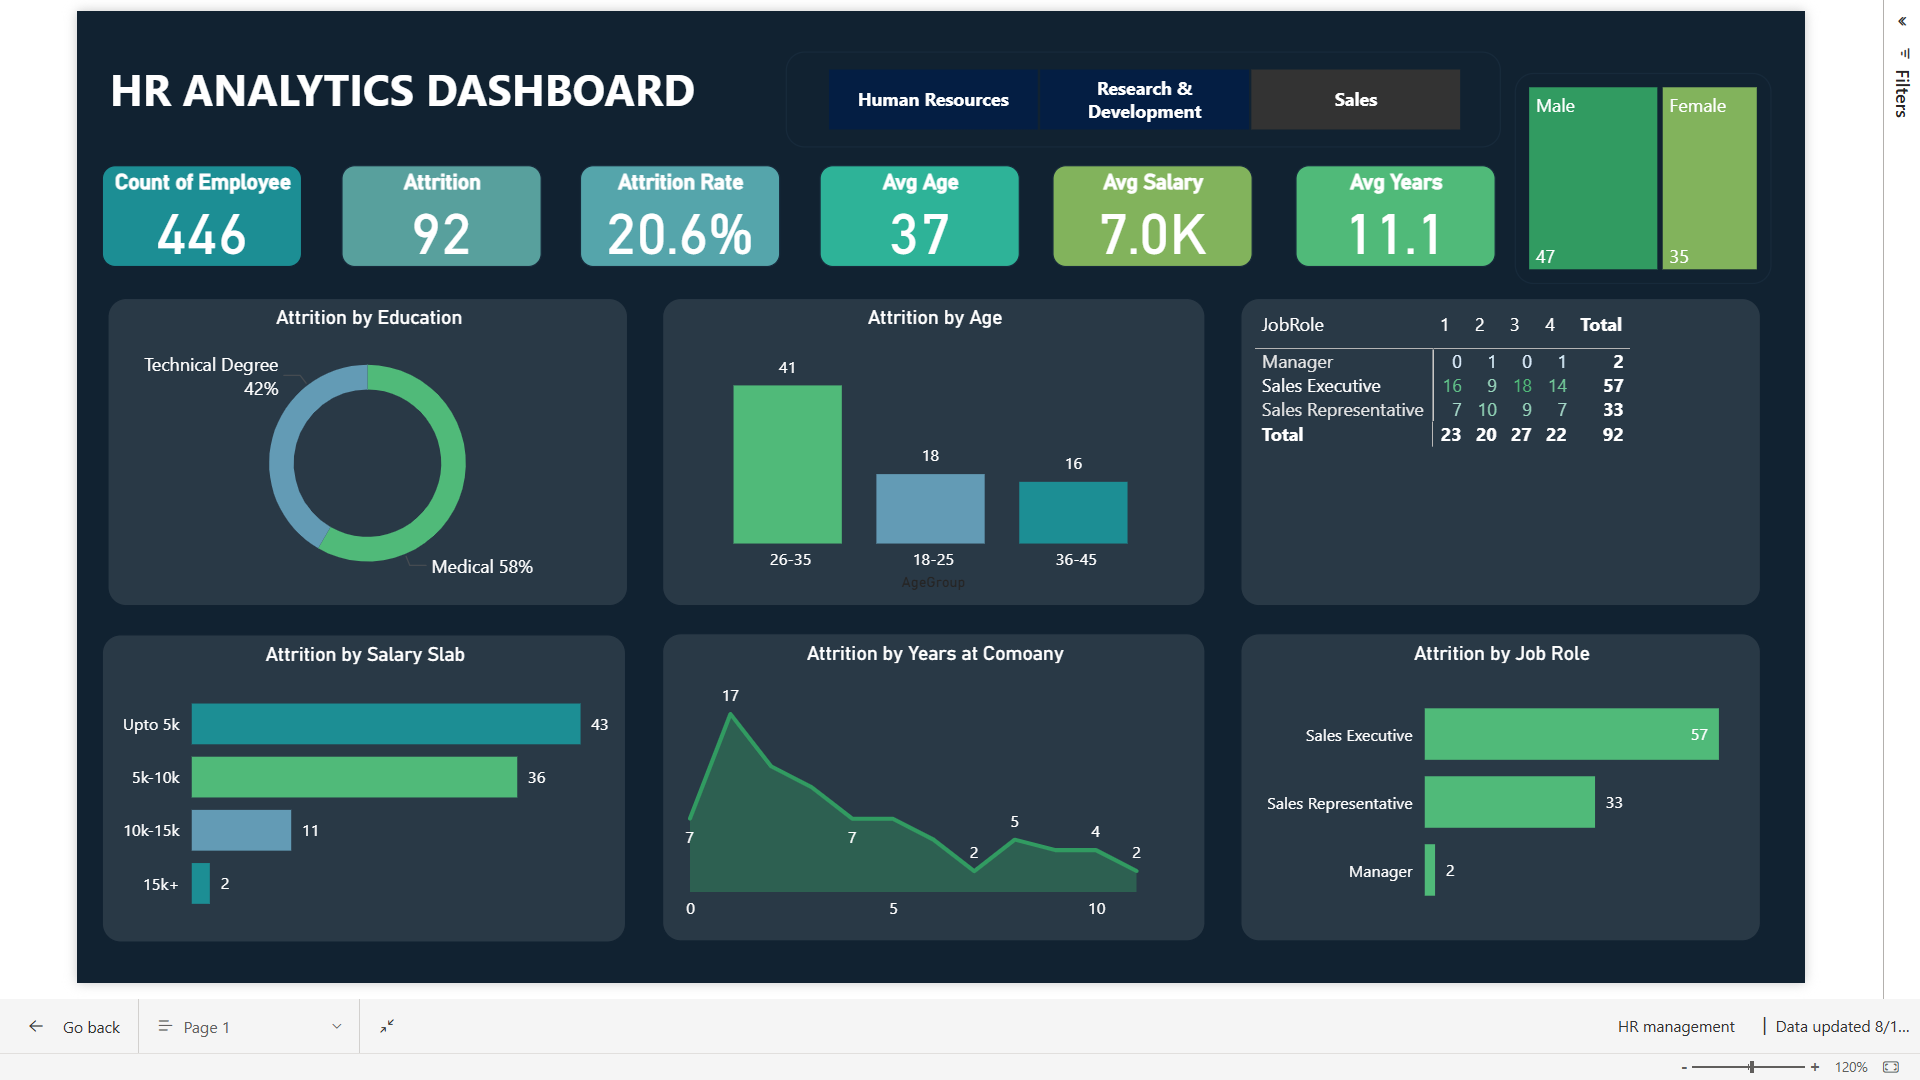 HR ANALYTICS DASHBOARD
Human Resources
Research &
Development
Sales
Male
47
Female
35
Filters
Count of Employee
446
Attrition
92
Attrition Rate
20.6%
Avg Age
37
Avg Salary
7.0K
Avg Years
11.1
Attrition by Education
Technical Degree
42%
Medical 58%
Attrition by Age
41
18
16
26-35
18-25
36-45
AgeGroup
JobRole 1 2 3 4 Total
Manager 0 1 0 1 2
Sales Executive 16 9 18 14 57
Sales Representative 7 10 9 7 33
Total 23 20 27 22 92
Attrition by Salary Slab
Upto 5k 43
5k-10k 36
10k-15k 11
15k+ 2
Attrition by Years at Comoany
17
7
7
2
5
4
2
0 5 10
Attrition by Job Role
Sales Executive 57
Sales Representative 33
Manager 2
Go back
Page 1
HR management | Data updated 8/1...
- + 120%